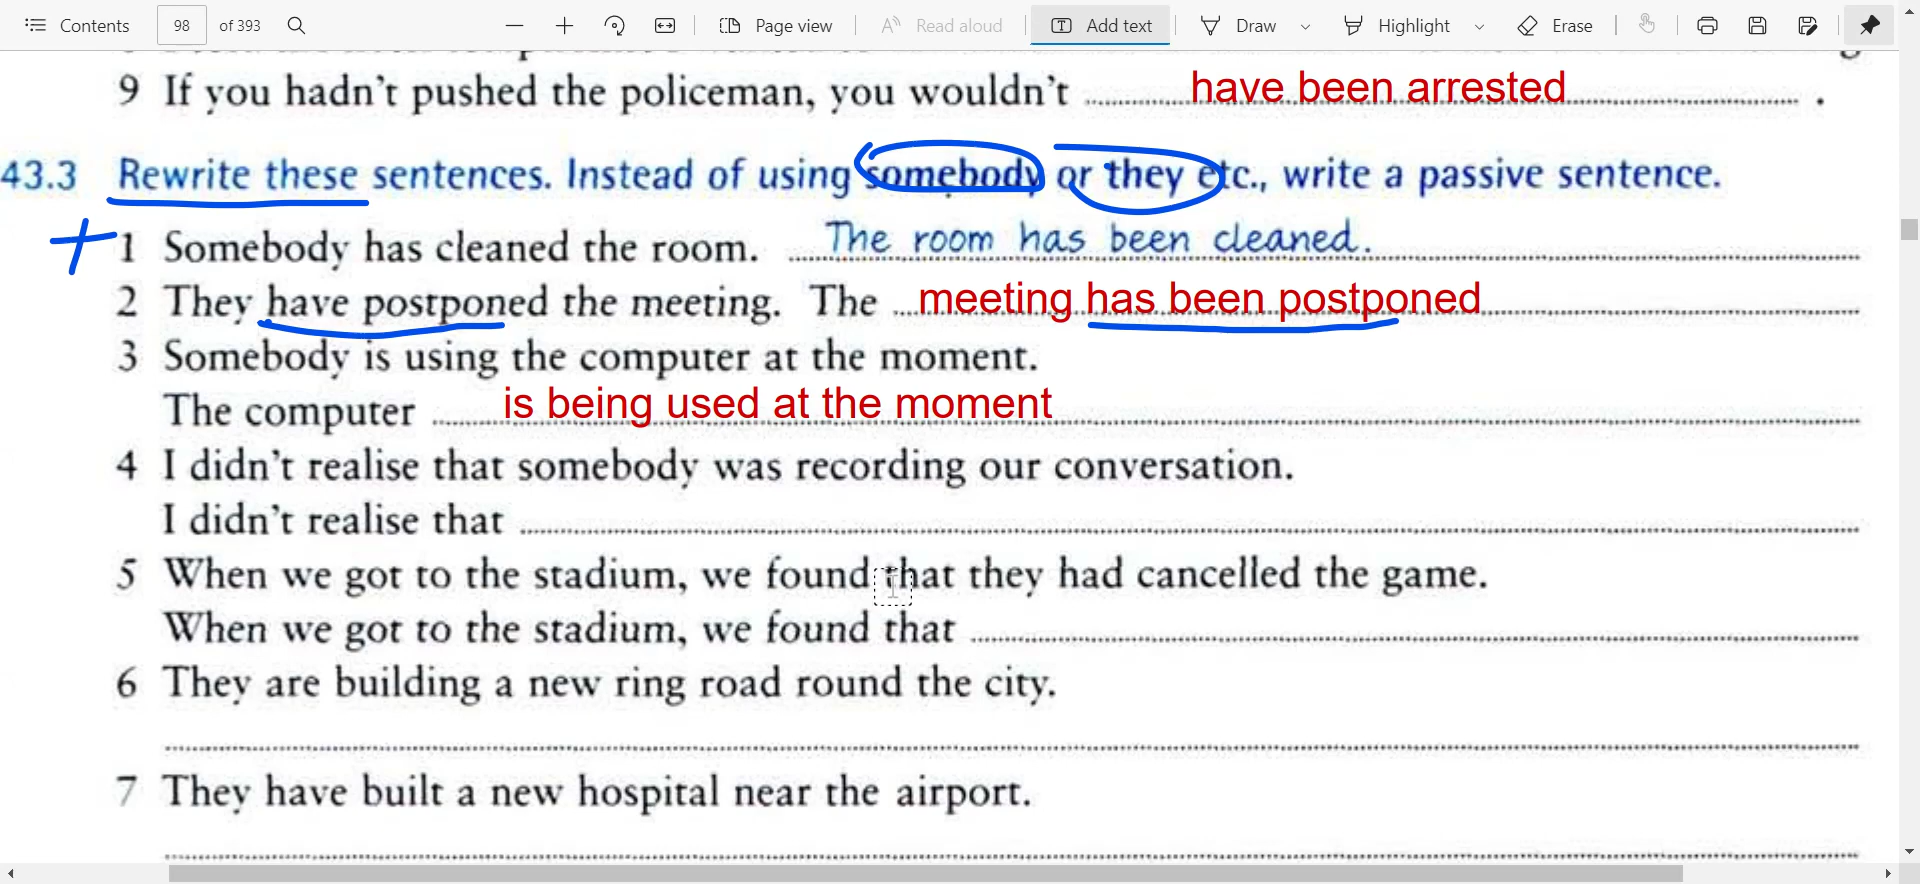 Contents 98 of 393 Page view Read aloud Add text Draw Highlight Erase
9 If you hadn't pushed the policeman, you wouldn't have been arrested .
43.3 Rewrite these sentences. Instead of using somebody or they etc., write a passive sentence.
1 Somebody has cleaned the room. The room has been cleaned.
2 They have postponed the meeting. The meeting has been postponed
3 Somebody is using the computer at the moment.
The computer is being used at the moment
4 I didn't realise that somebody was recording our conversation.
I didn't realise that
5 When we got to the stadium, we found that they had cancelled the game.
When we got to the stadium, we found that
6 They are building a new ring road round the city.
7 They have built a new hospital near the airport.